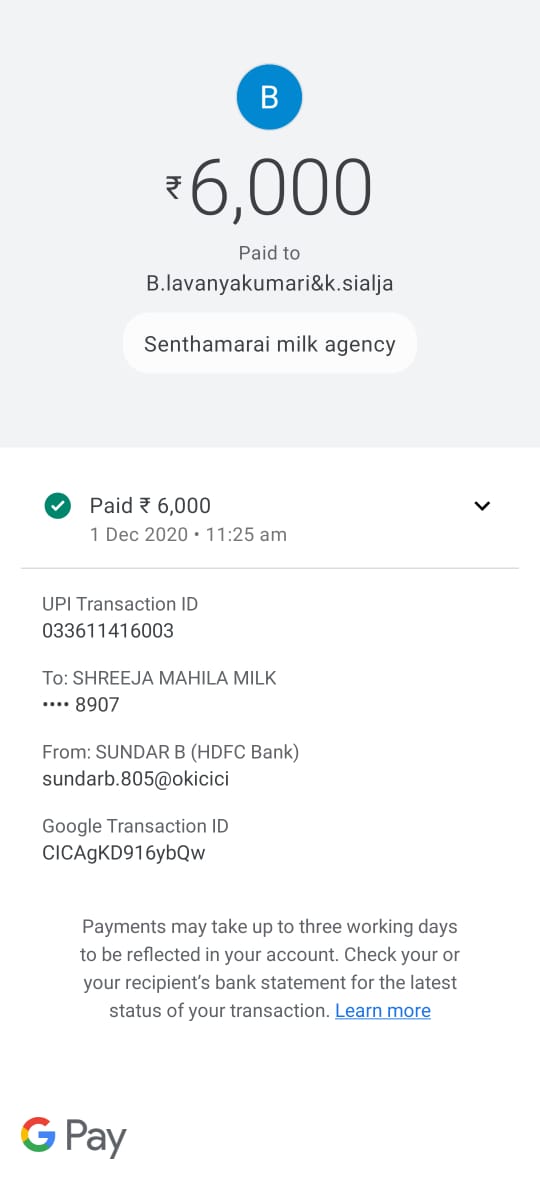 B
₹6,000
Paid to
B.lavanyakumari&k.sialja
Senthamarai milk agency
Paid ₹ 6,000
1 Dec 2020 • 11:25 am
UPI Transaction ID
033611416003
To: SHREEJA MAHILA MILK
•••• 8907
From: SUNDAR B (HDFC Bank)
sundarb.805@okicici
Google Transaction ID
CICAgKD916ybQw
Payments may take up to three working days
to be reflected in your account. Check your or
your recipient’s bank statement for the latest
status of your transaction. Learn more
G Pay